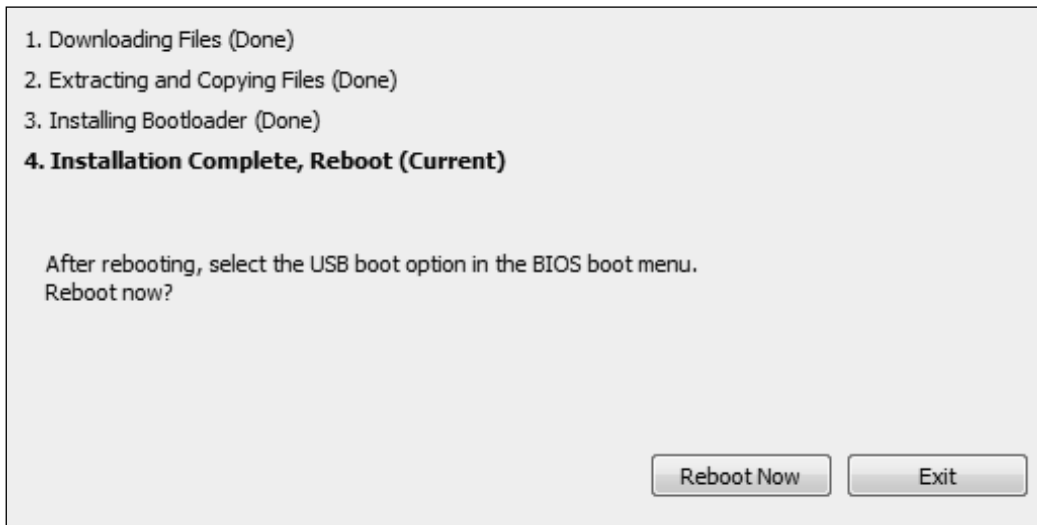 1. Downloading Files (Done)
2. Extracting and Copying Files (Done)
3. Installing Bootloader (Done)
4. Installation Complete, Reboot (Current)
After rebooting, select the USB boot option in the BIOS boot menu.
Reboot now?
Reboot Now
Exit